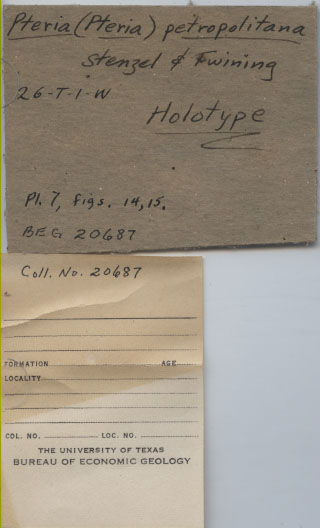 Pteria (Pteria) petropolitana
Stenzel & Twining
26-T-1-W
Holotype
Pl. 7, figs. 14, 15.
BEG 20687
Coll. No. 20687
FORMATION AGE
LOCALITY
COL. NO. LOC. NO.
THE UNIVERSITY OF TEXAS
BUREAU OF ECONOMIC GEOLOGY